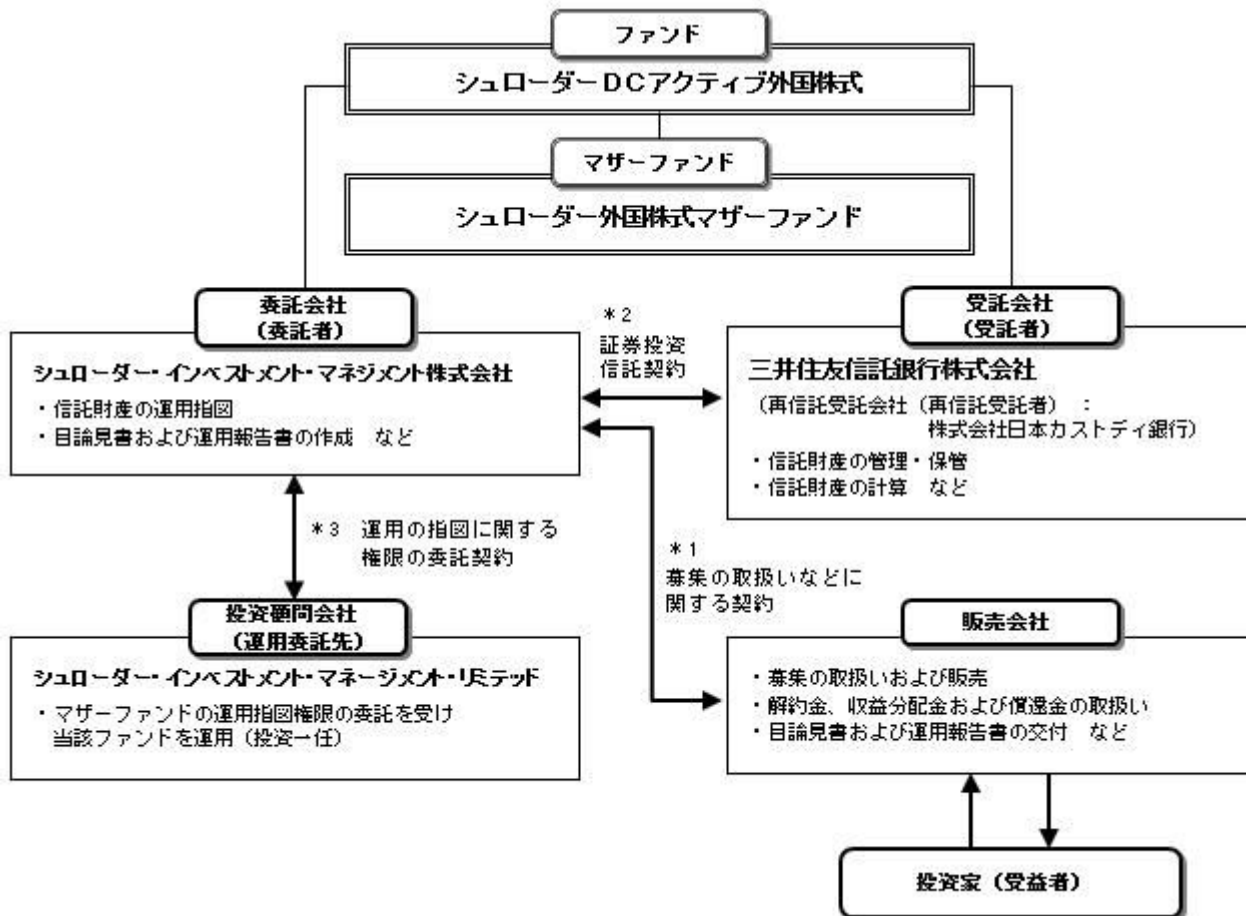 ファンド
シュローダーDCアクティブ外国株式
マザーファンド
シュローダー外国株式マザーファンド
委託会社
(委託者)
シュローダー・インベストメント・マネジメント株式会社
・信託財産の運用指図
・目論見書および運用報告書の作成 など
*2
証券投資
信託契約
受託会社
(受託者)
三井住友信託銀行株式会社
(再信託受託会社(再信託受託者) :
株式会社日本カストディ銀行)
・信託財産の管理・保管
・信託財産の計算 など
*3 運用の指図に関する
権限の委託契約
*1
募集の取扱いなどに
関する契約
投資顧問会社
(運用委託先)
シュローダー・インベストメント・マネージメント・リミテッド
・マザーファンドの運用指図権限の委託を受け
当該ファンドを運用(投資一任)
販売会社
・募集の取扱いおよび販売
・解約金、収益分配金および償還金の取扱い
・目論見書および運用報告書の交付 など
投資家(受益者)